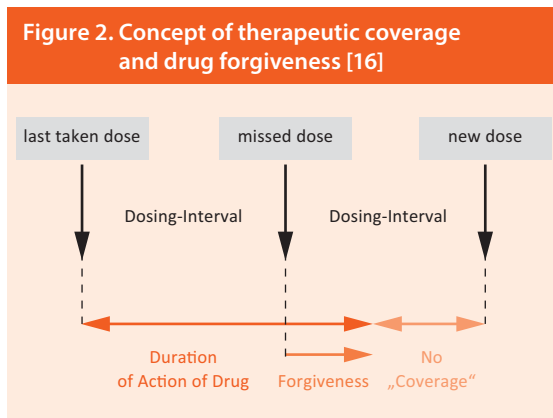 Figure 2. Concept of therapeutic coverage
and drug forgiveness [16]
last taken dose
missed dose
new dose
Dosing-Interval
Dosing-Interval
Duration
of Action of Drug
Forgiveness
No
„Coverage“